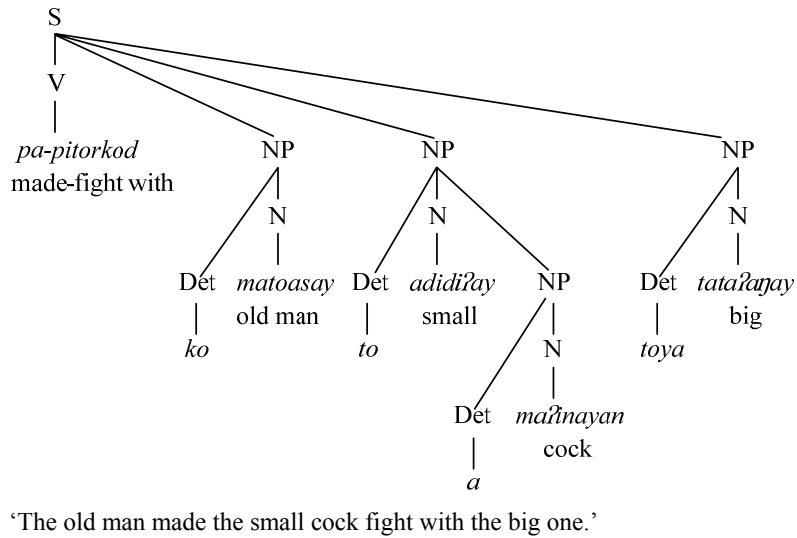 S
V
pa-pitorkod NP NP NP
made-fight with
N N N
Det matoasay Det adidiʔay NP Det tataʔaŋay
old man small big
ko to N toya
Det maʔinayan
cock
a
‘The old man made the small cock fight with the big one.’